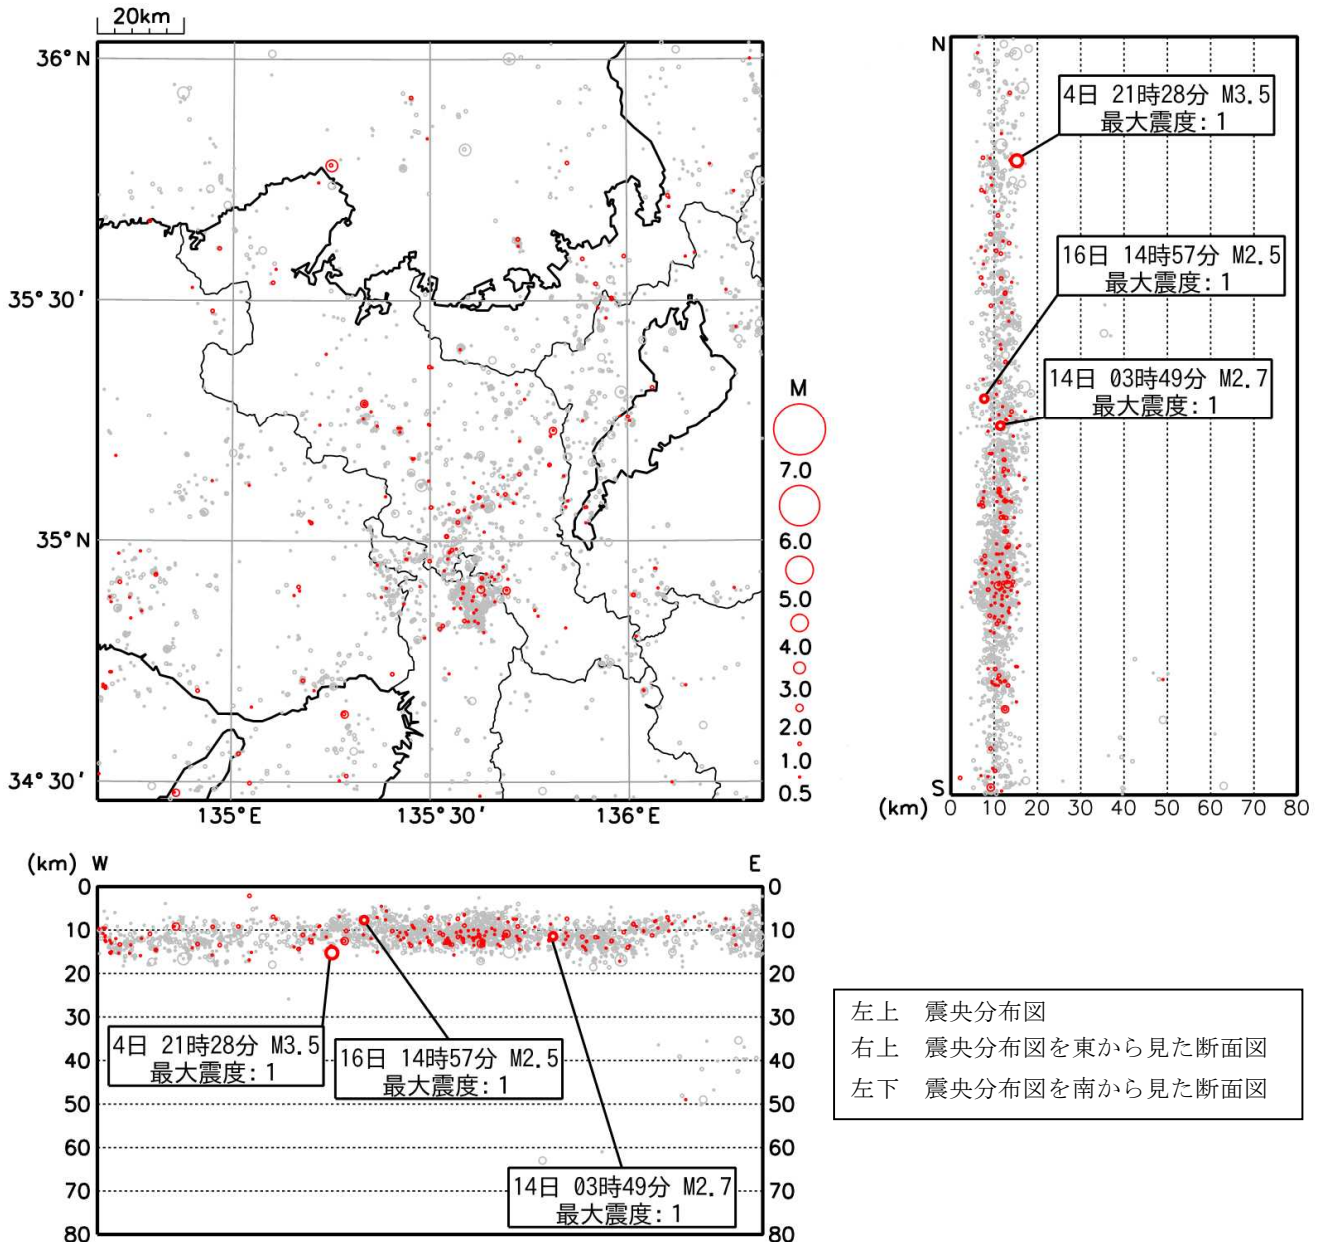 20km
36°N
35°30′
35°N
34°30′
135°E
135°30′
136°E
M
7.0
6.0
5.0
4.0
3.0
2.0
1.0
0.5
N
4日 21時28分 M3.5
最大震度:1
16日 14時57分 M2.5
最大震度:1
14日 03時49分 M2.7
最大震度:1
S
(km)
0 10 20 30 40 50 60 70 80
(km) W
E
0
10
20
30
40
50
60
70
80
4日 21時28分 M3.5
最大震度:1
16日 14時57分 M2.5
最大震度:1
14日 03時49分 M2.7
最大震度:1
0
10
20
30
40
50
60
70
80
左上 震央分布図
右上 震央分布図を東から見た断面図
左下 震央分布図を南から見た断面図